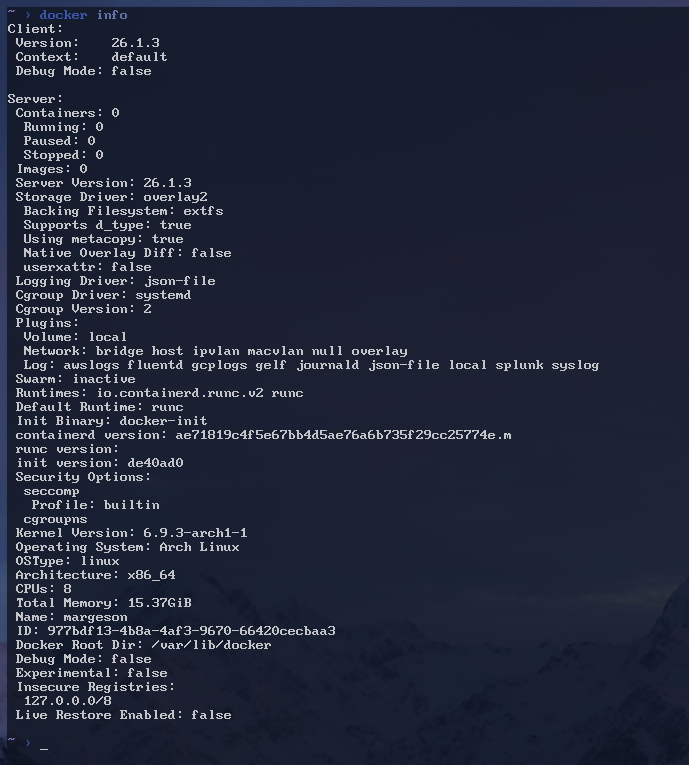 ~ › docker info
Client:
 Version:    26.1.3
 Context:    default
 Debug Mode: false

Server:
 Containers: 0
  Running: 0
  Paused: 0
  Stopped: 0
 Images: 0
 Server Version: 26.1.3
 Storage Driver: overlay2
  Backing Filesystem: extfs
  Supports d_type: true
  Using metacopy: true
  Native Overlay Diff: false
  userxattr: false
 Logging Driver: json-file
 Cgroup Driver: systemd
 Cgroup Version: 2
 Plugins:
  Volume: local
  Network: bridge host ipvlan macvlan null overlay
  Log: awslogs fluentd gcplogs gelf journald json-file local splunk syslog
 Swarm: inactive
 Runtimes: io.containerd.runc.v2 runc
 Default Runtime: runc
 Init Binary: docker-init
 containerd version: ae71819c4f5e67bb4d5ae76a6b735f29cc25774e.m
 runc version:
 init version: de40ad0
 Security Options:
  seccomp
   Profile: builtin
  cgroupns
 Kernel Version: 6.9.3-arch1-1
 Operating System: Arch Linux
 OSType: linux
 Architecture: x86_64
 CPUs: 8
 Total Memory: 15.37GiB
 Name: margeson
 ID: 977bdf13-4b8a-4af3-9670-66420cecbaa3
 Docker Root Dir: /var/lib/docker
 Debug Mode: false
 Experimental: false
 Insecure Registries:
  127.0.0.0/8
 Live Restore Enabled: false

~ › _